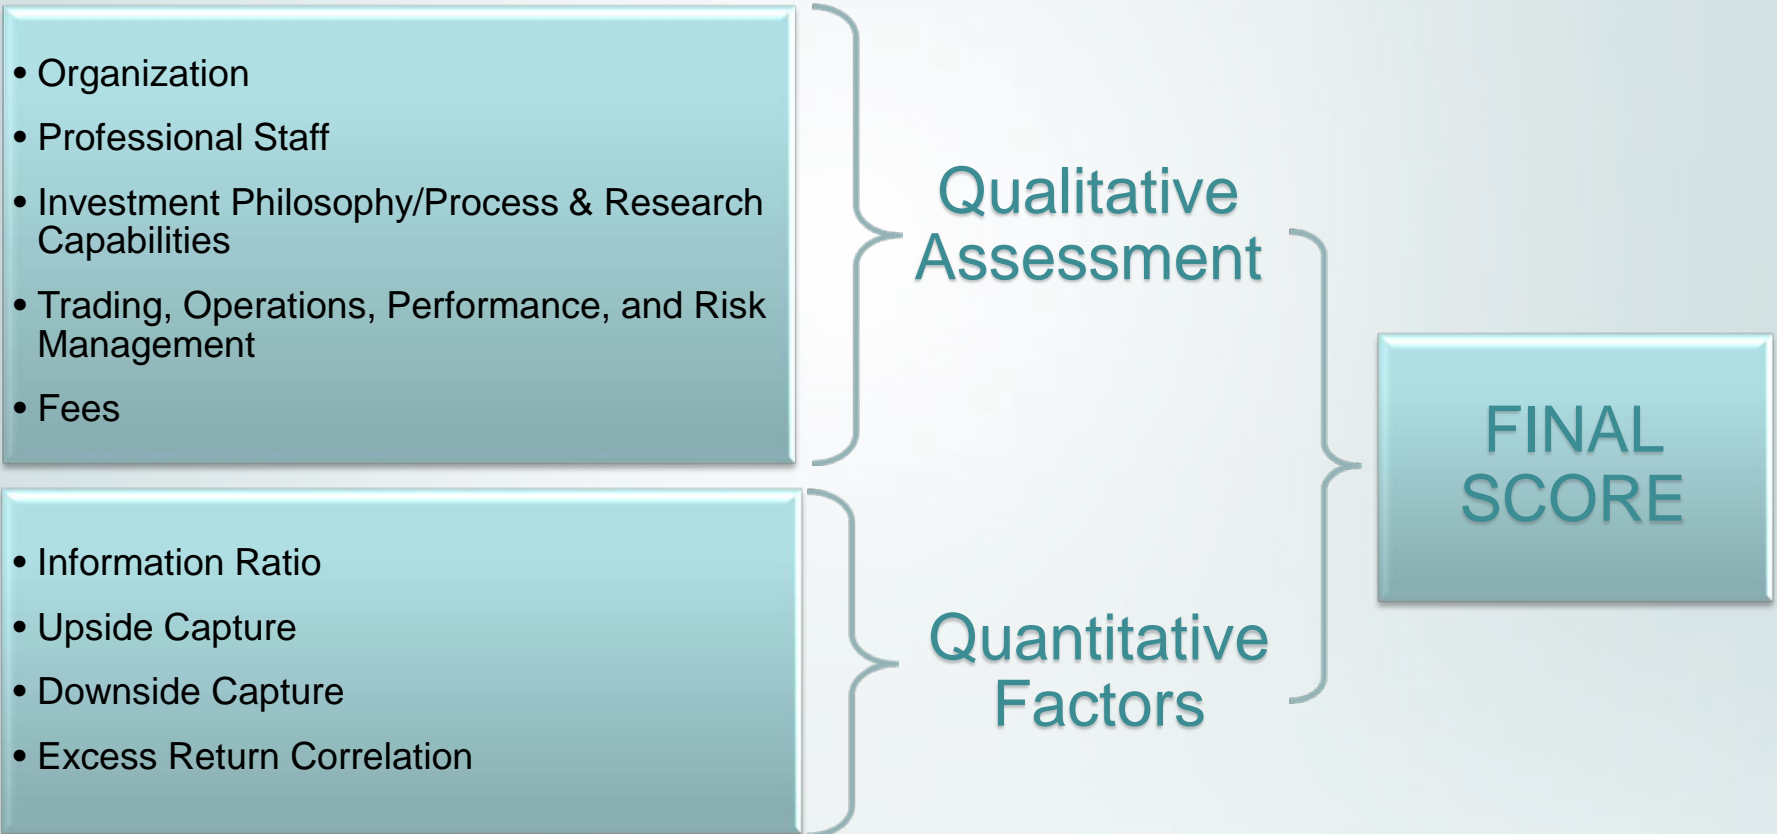 • Organization
• Professional Staff
• Investment Philosophy/Process & Research
Capabilities
• Trading, Operations, Performance, and Risk
Management
• Fees
Qualitative
Assessment
• Information Ratio
• Upside Capture
• Downside Capture
• Excess Return Correlation
Quantitative
Factors
FINAL
SCORE